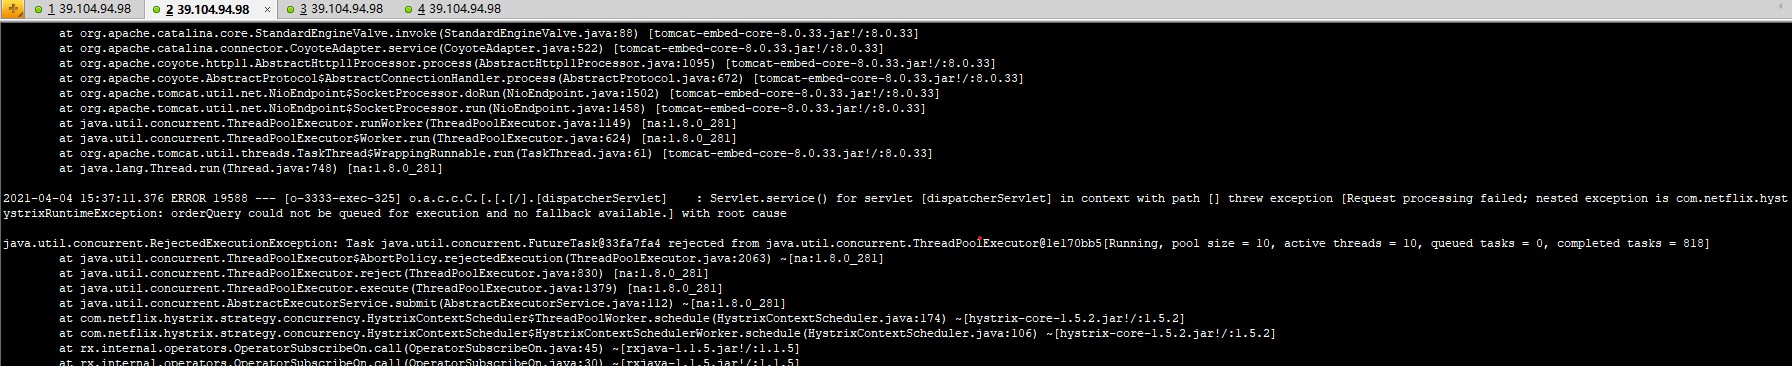 1 39.104.94.98 2 39.104.94.98 × 3 39.104.94.98 4 39.104.94.98
at org.apache.catalina.core.StandardEngineValve.invoke(StandardEngineValve.java:88) [tomcat-embed-core-8.0.33.jar!/:8.0.33]
at org.apache.catalina.connector.CoyoteAdapter.service(CoyoteAdapter.java:522) [tomcat-embed-core-8.0.33.jar!/:8.0.33]
at org.apache.coyote.http11.AbstractHttp11Processor.process(AbstractHttp11Processor.java:1095) [tomcat-embed-core-8.0.33.jar!/:8.0.33]
at org.apache.coyote.AbstractProtocol$AbstractConnectionHandler.process(AbstractProtocol.java:672) [tomcat-embed-core-8.0.33.jar!/:8.0.33]
at org.apache.tomcat.util.net.NioEndpoint$SocketProcessor.doRun(NioEndpoint.java:1502) [tomcat-embed-core-8.0.33.jar!/:8.0.33]
at org.apache.tomcat.util.net.NioEndpoint$SocketProcessor.run(NioEndpoint.java:1458) [tomcat-embed-core-8.0.33.jar!/:8.0.33]
at java.util.concurrent.ThreadPoolExecutor.runWorker(ThreadPoolExecutor.java:1149) [na:1.8.0_281]
at java.util.concurrent.ThreadPoolExecutor$Worker.run(ThreadPoolExecutor.java:624) [na:1.8.0_281]
at org.apache.tomcat.util.threads.TaskThread$WrappingRunnable.run(TaskThread.java:61) [tomcat-embed-core-8.0.33.jar!/:8.0.33]
at java.lang.Thread.run(Thread.java:748) [na:1.8.0_281]
2021-04-04 15:37:11.376 ERROR 19588 --- [o-3333-exec-325] o.a.c.c.C.[.[.[/].[dispatcherServlet] : Servlet.service() for servlet [dispatcherServlet] in context with path [] threw exception [Request processing failed; nested exception is com.netflix.hyst
ystrixRuntimeException: orderQuery could not be queued for execution and no fallback available.] with root cause
java.util.concurrent.RejectedExecutionException: Task java.util.concurrent.FutureTask@33fa7fa4 rejected from java.util.concurrent.ThreadPoolExecutor@1e170bb5[Running, pool size = 10, active threads = 10, queued tasks = 0, completed tasks = 818]
at java.util.concurrent.ThreadPoolExecutor$AbortPolicy.rejectedExecution(ThreadPoolExecutor.java:2063) ~[na:1.8.0_281]
at java.util.concurrent.ThreadPoolExecutor.reject(ThreadPoolExecutor.java:830) [na:1.8.0_281]
at java.util.concurrent.ThreadPoolExecutor.execute(ThreadPoolExecutor.java:1379) [na:1.8.0_281]
at java.util.concurrent.AbstractExecutorService.submit(AbstractExecutorService.java:112) ~[na:1.8.0_281]
at com.netflix.hystrix.strategy.concurrency.HystrixContextScheduler$ThreadPoolWorker.schedule(HystrixContextScheduler.java:174) ~[hystrix-core-1.5.2.jar!/:1.5.2]
at com.netflix.hystrix.strategy.concurrency.HystrixContextScheduler$HystrixContextSchedulerWorker.schedule(HystrixContextScheduler.java:106) ~[hystrix-core-1.5.2.jar!/:1.5.2]
at rx.internal.operators.OperatorSubscribeOn.call(OperatorSubscribeOn.java:45) ~[rxjava-1.1.5.jar!/:1.1.5]
at rx.internal.operators.OperatorSubscribeOn.call(OperatorSubscribeOn.java:30) ~[rxjava-1.1.5.jar!/:1.1.5]